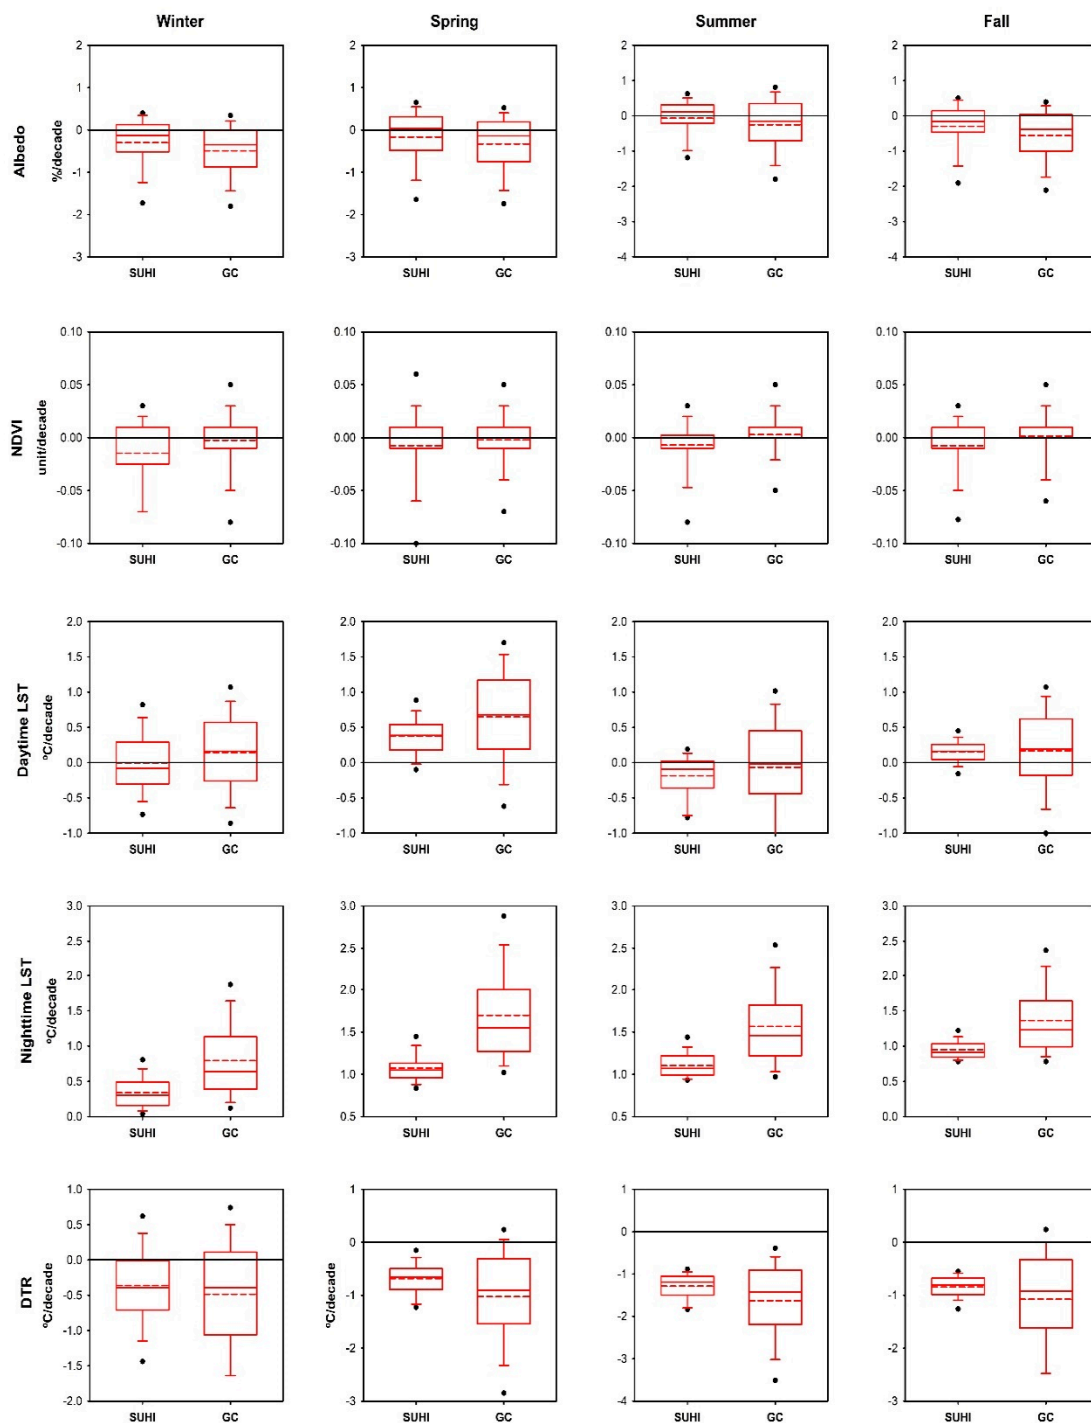 Winter Spring Summer Fall
Albedo
%/decade
2 2 2 2
1 1 1 1
0 0 0 0
-1 -1 -1 -1
-2 -2 -2 -2
-3 -3 -3 -3
-4 -4
SUHI GC SUHI GC SUHI GC SUHI GC
NDVI
unit/decade
0.10 0.10 0.10 0.10
0.05 0.05 0.05 0.05
0.00 0.00 0.00 0.00
-0.05 -0.05 -0.05 -0.05
-0.10 -0.10 -0.10 -0.10
SUHI GC SUHI GC SUHI GC SUHI GC
Daytime LST
ºC/decade
2.0 2.0 2.0 2.0
1.5 1.5 1.5 1.5
1.0 1.0 1.0 1.0
0.5 0.5 0.5 0.5
0.0 0.0 0.0 0.0
-0.5 -0.5 -0.5 -0.5
-1.0 -1.0 -1.0 -1.0
SUHI GC SUHI GC SUHI GC SUHI GC
Nighttime LST
ºC/decade
3.0 3.0 3.0
2.5 3.0 2.5 2.5
2.0 2.5 2.0 2.0
1.5 2.0 1.5 1.5
1.0 1.5 1.0 1.0
0.5 1.0 0.5 0.5
0.0 0.5 0.0
SUHI GC SUHI GC SUHI GC SUHI GC
DTR
ºC/decade
ºC/decade
1.0 1 1 1
0.5
0.0 0 0 0
-0.5 -1 -1 -1
-1.0 -2 -2 -2
-1.5 -3
-2.0 -3 -4 -3
SUHI GC SUHI GC SUHI GC SUHI GC